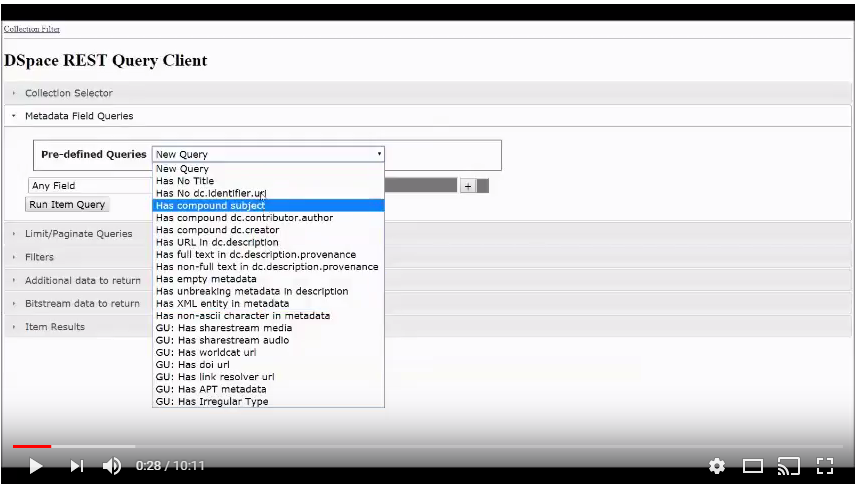 Collection Filter
DSpace REST Query Client
Collection Selector
Metadata Field Queries
Pre-defined Queries New Query
New Query
Has No Title
Any Field
Has No dc.identifier.uri
Has compound subject
+
Run Item Query
Has compound dc.contributor.author
Has compound dc.creator
Limit/Paginate Queries
Has URL in dc.description
Has full text in dc.description.provenance
Filters
Has non-full text in dc.description.provenance
Has empty metadata
Additional data to return
Has unbreaking metadata in description
Has XML entity in metadata
Bitstream data to return
Has non-ascii character in metadata
Item Results
GU: Has sharestream media
GU: Has sharestream audio
GU: Has worldcat url
GU: Has doi url
GU: Has link resolver url
GU: Has APT metadata
GU: Has Irregular Type
0:28 / 10:11